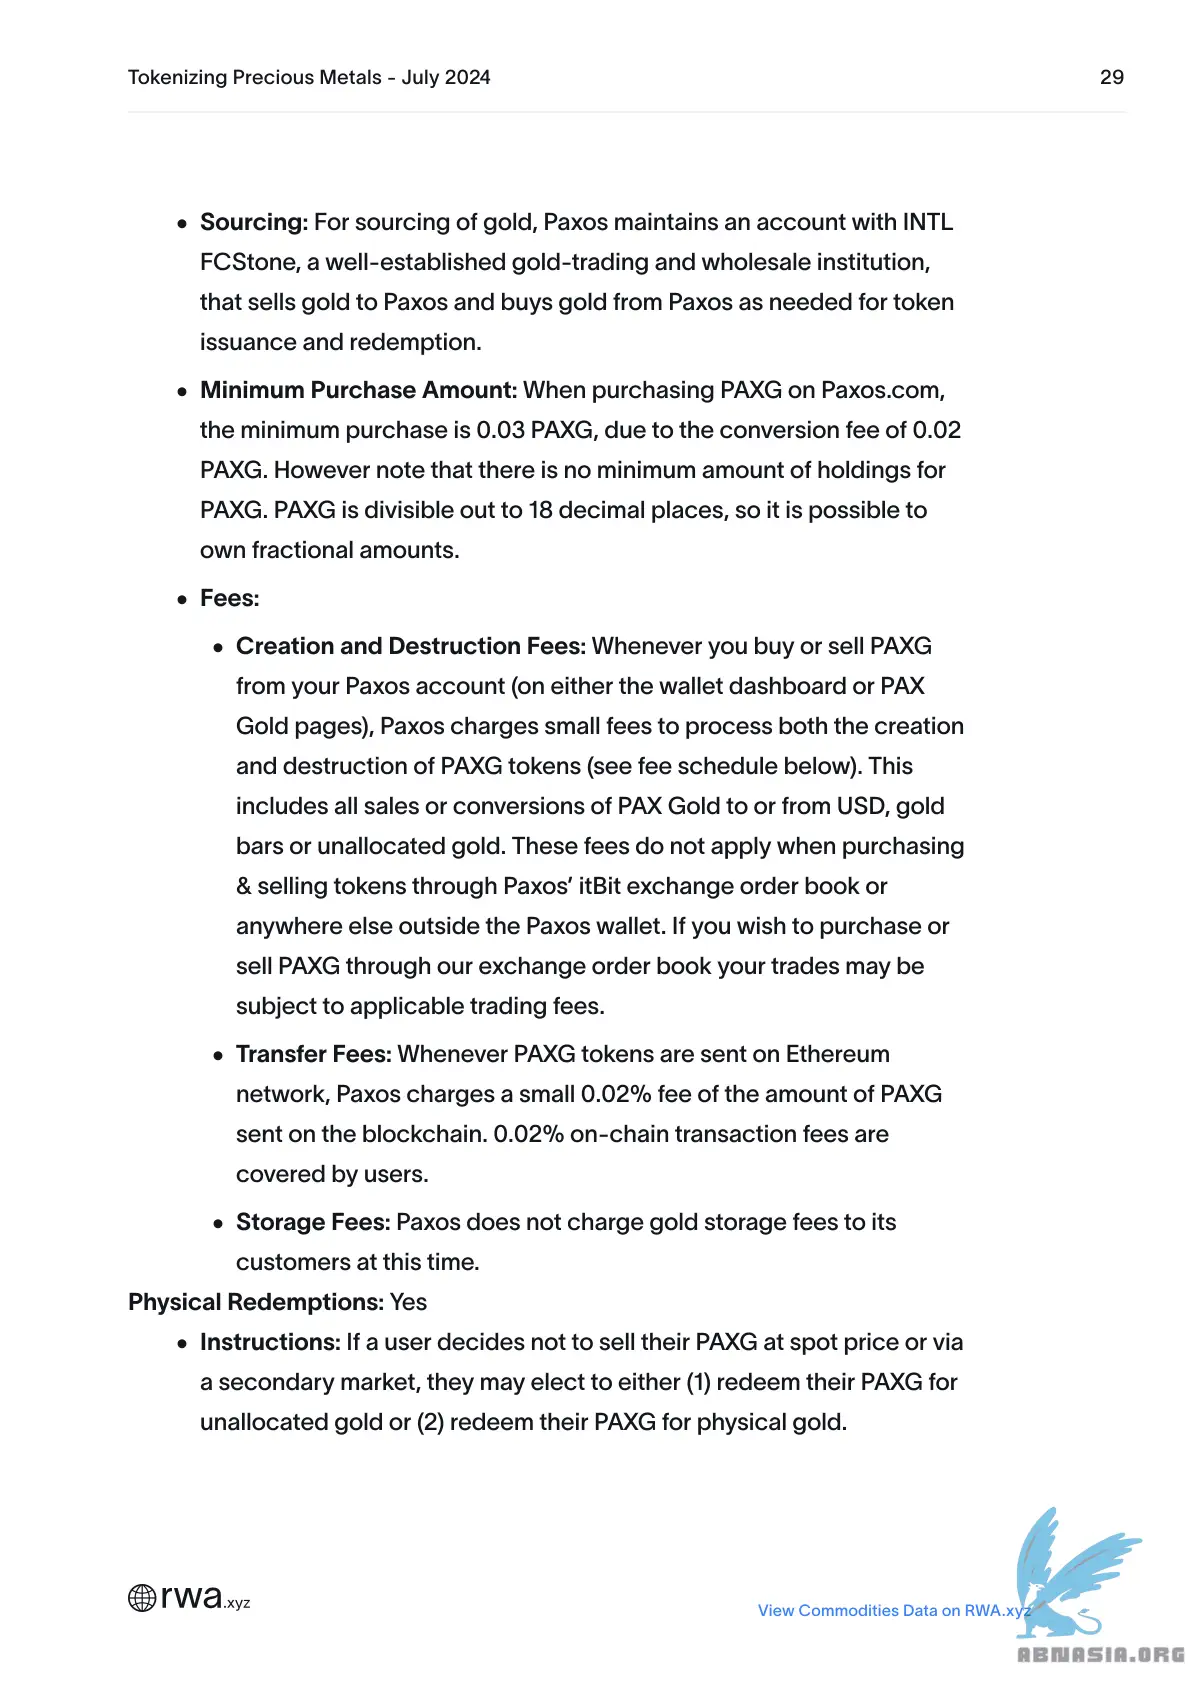 Tokenizing Precious Metals - July 2024
29
• Sourcing: For sourcing of gold, Paxos maintains an account with INTL
FCStone, a well-established gold-trading and wholesale institution,
that sells gold to Paxos and buys gold from Paxos as needed for token
issuance and redemption.
• Minimum Purchase Amount: When purchasing PAXG on Paxos.com,
the minimum purchase is 0.03 PAXG, due to the conversion fee of 0.02
PAXG. However note that there is no minimum amount of holdings for
PAXG. PAXG is divisible out to 18 decimal places, so it is possible to
own fractional amounts.
• Fees:
• Creation and Destruction Fees: Whenever you buy or sell PAXG
from your Paxos account (on either the wallet dashboard or PAX
Gold pages), Paxos charges small fees to process both the creation
and destruction of PAXG tokens (see fee schedule below). This
includes all sales or conversions of PAX Gold to or from USD, gold
bars or unallocated gold. These fees do not apply when purchasing
& selling tokens through Paxos’ itBit exchange order book or
anywhere else outside the Paxos wallet. If you wish to purchase or
sell PAXG through our exchange order book your trades may be
subject to applicable trading fees.
• Transfer Fees: Whenever PAXG tokens are sent on Ethereum
network, Paxos charges a small 0.02% fee of the amount of PAXG
sent on the blockchain. 0.02% on-chain transaction fees are
covered by users.
• Storage Fees: Paxos does not charge gold storage fees to its
customers at this time.
Physical Redemptions: Yes
• Instructions: If a user decides not to sell their PAXG at spot price or via
a secondary market, they may elect to either (1) redeem their PAXG for
unallocated gold or (2) redeem their PAXG for physical gold.
rwa.xyz
View Commodities Data on RWA.xyz
ABNASIA.ORG